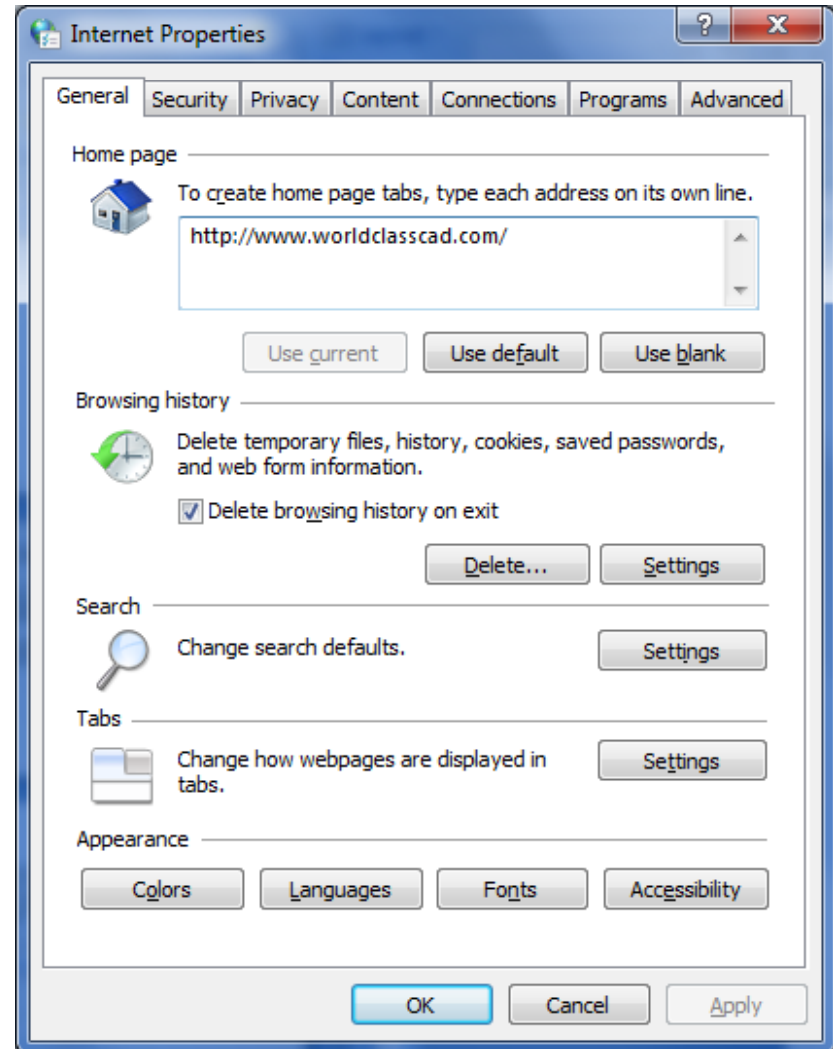 Internet Properties
?
X
General Security Privacy Content Connections Programs Advanced
Home page
To create home page tabs, type each address on its own line.
http://www.worldclasscad.com/
Use current Use default Use blank
Browsing history
Delete temporary files, history, cookies, saved passwords,
and web form information.
Delete browsing history on exit
Delete... Settings
Search
Change search defaults. Settings
Tabs
Change how webpages are displayed in
tabs.
Settings
Appearance
Colors Languages Fonts Accessibility
OK Cancel Apply